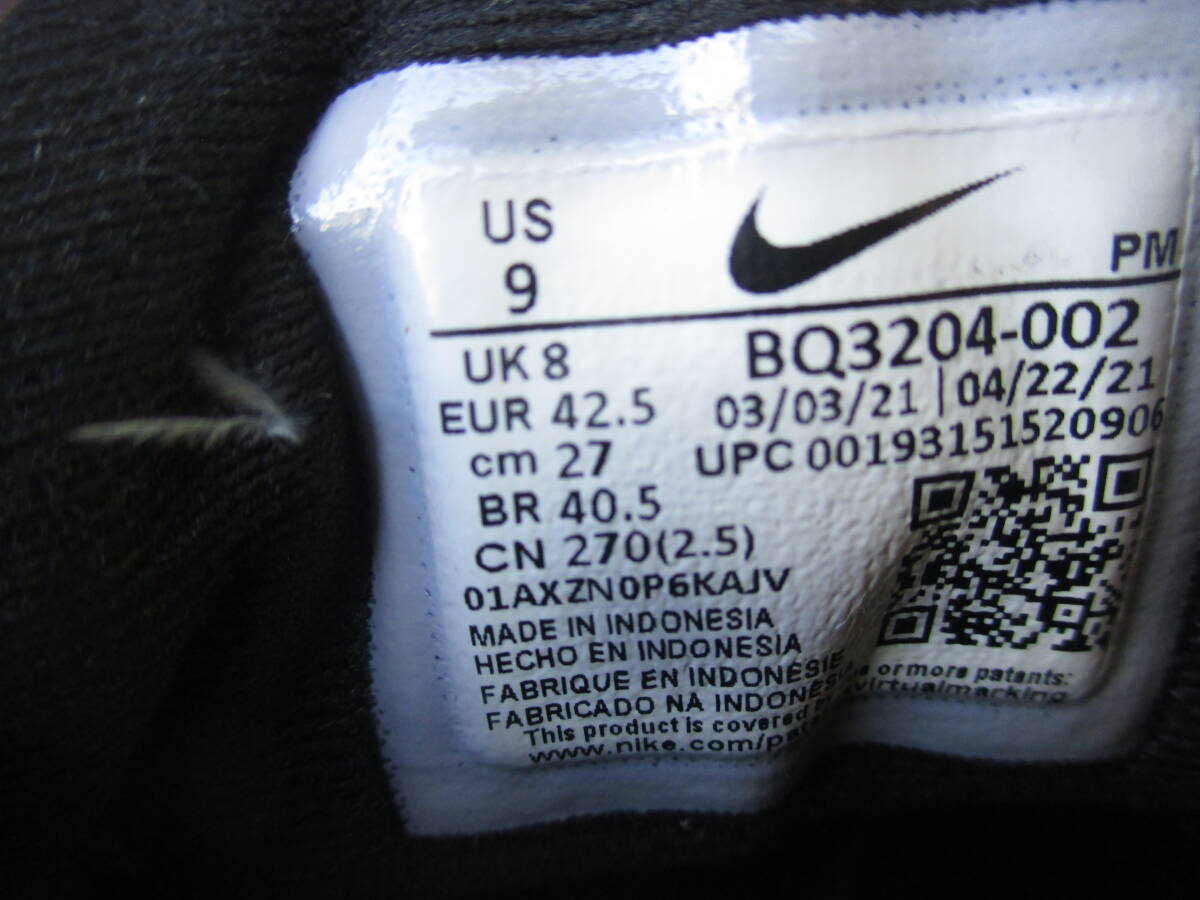 US
9
PM
UK 8
BQ3204-002
EUR 42.5
03/03/21 | 04/22/21
cm 27
UPC 00193151520906
BR 40.5
CN 270(2.5)
01AXZN0P6KAJV
MADE IN INDONESIA
HECHO EN INDONESIA
FABRIQUE EN INDONESIE
FABRICADO NA INDONES
This product is covered or more patents:
www.nike.com/pa virtualmarking